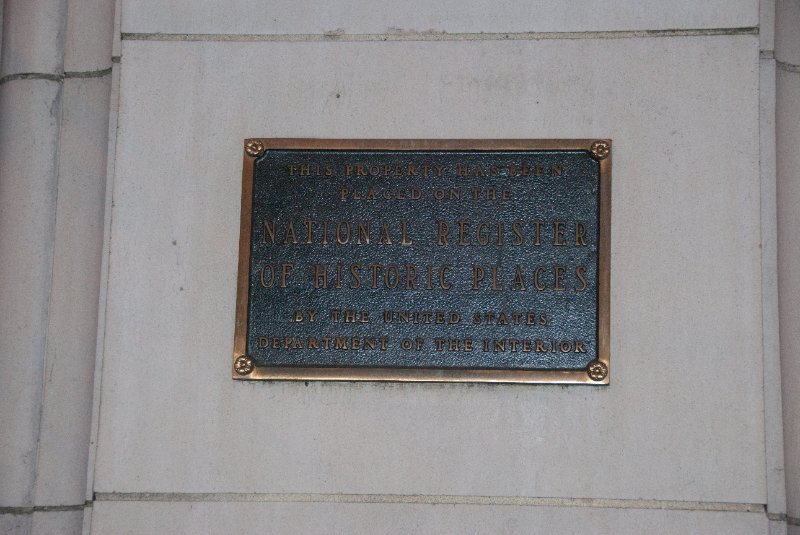 THIS PROPERTY HAS BEEN
PLACED ON THE
NATIONAL REGISTER
OF HISTORIC PLACES
BY THE UNITED STATES
DEPARTMENT OF THE INTERIOR